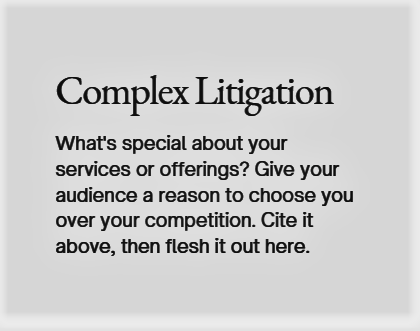 Complex Litigation
What's special about your
services or offerings? Give your
audience a reason to choose you
over your competition. Cite it
above, then flesh it out here.